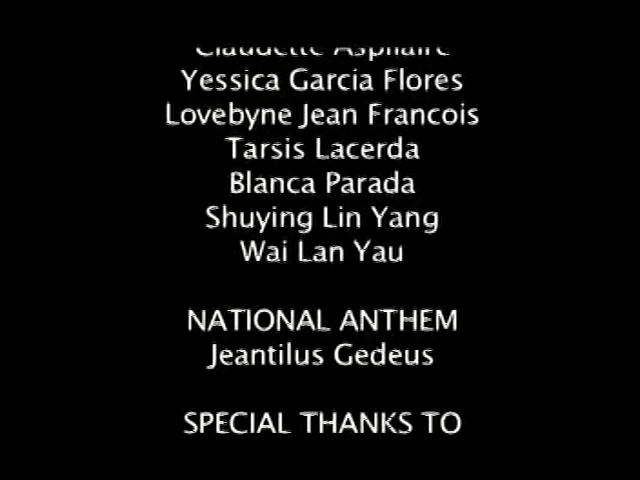 Claudette
Yessica Garcia Flores
Lovebyne Jean Francois
Tarsis Lacerda
Blanca Parada
Shuying Lin Yang
Wai Lan Yau
NATIONAL ANTHEM
Jeantilus Gedeus
SPECIAL THANKS TO